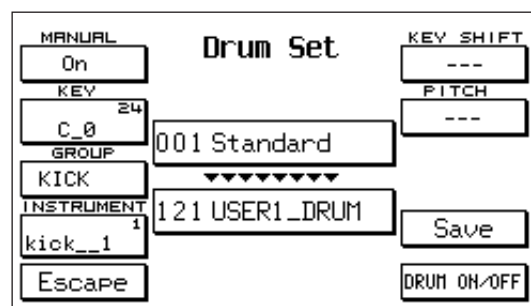 Drum Set
MANUAL
On
KEY
24
C_0
GROUP
KICK
INSTRUMENT
1
kick__1
Escape
001 Standard
121 USER1_DRUM
KEY SHIFT
---
PITCH
---
Save
DRUM ON/OFF